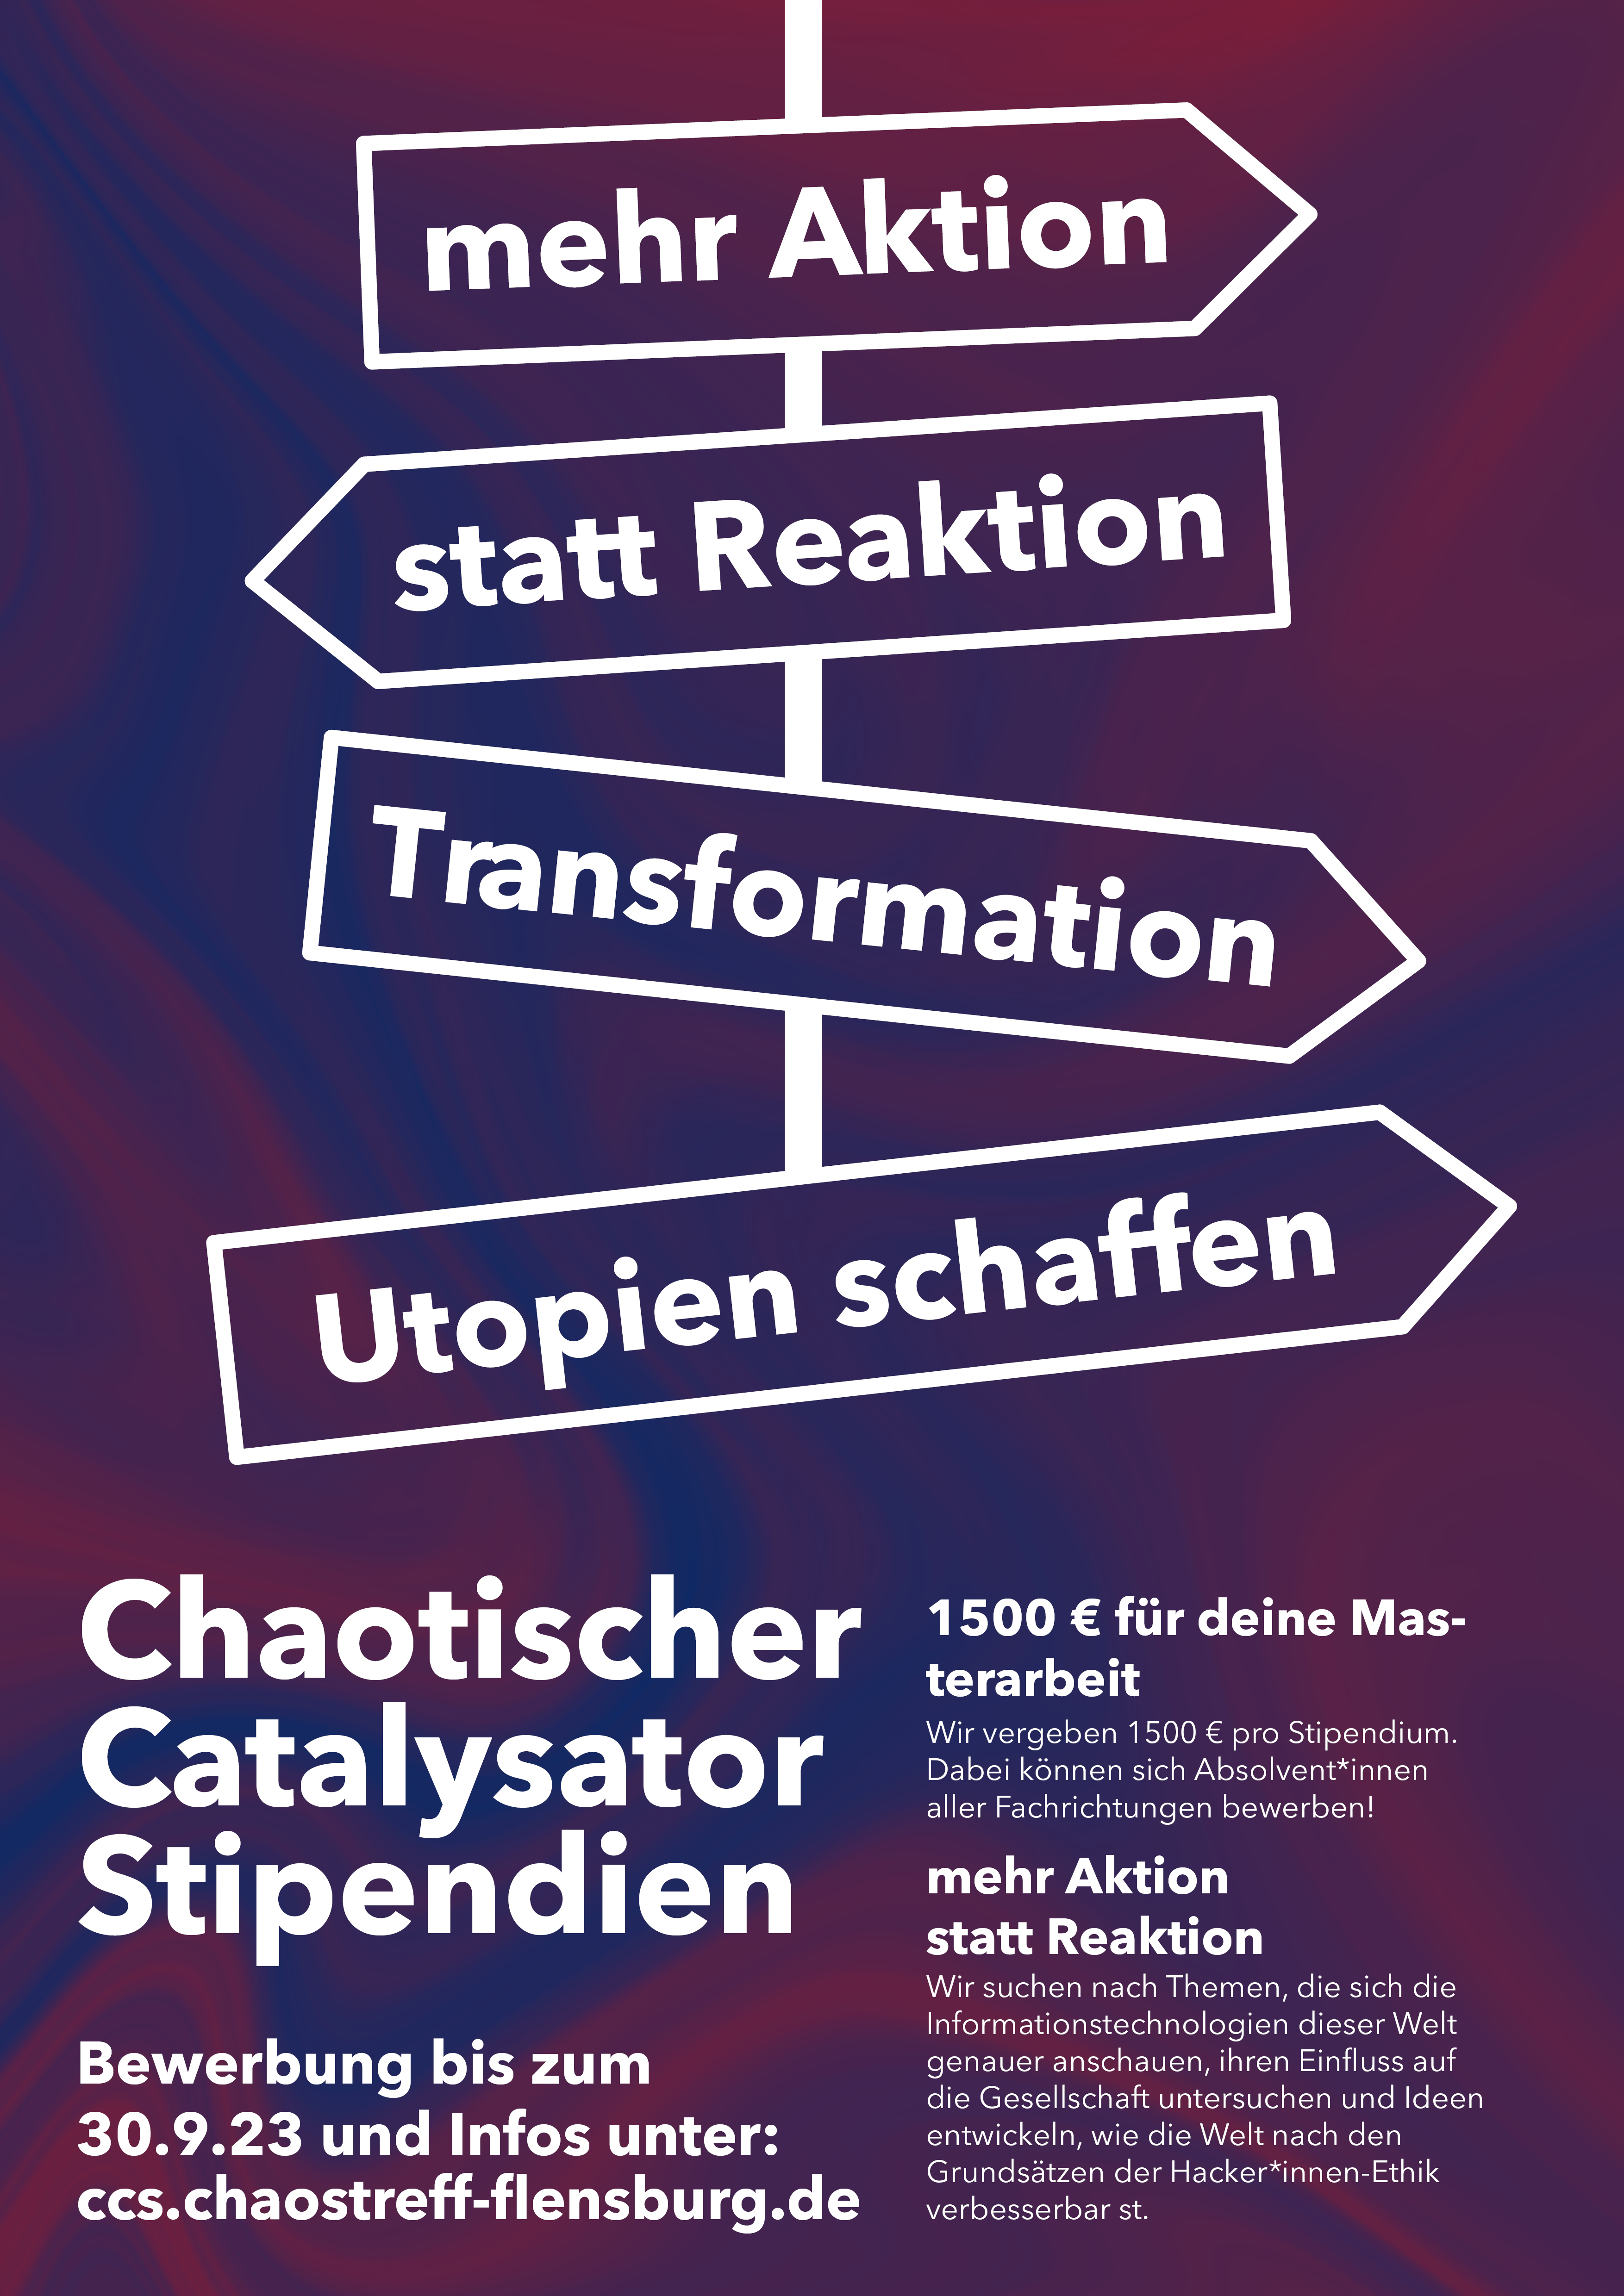 mehr Aktion
statt Reaktion
Transformation
Utopien schaffen
Chaotischer
Catalysator
Stipendien
Bewerbung bis zum
30.9.23 und Infos unter:
ccs.chaostreff-flensburg.de
1500 € für deine Mas-
terarbeit
Wir vergeben 1500 € pro Stipendium.
Dabei können sich Absolvent*innen
aller Fachrichtungen bewerben!
mehr Aktion
statt Reaktion
Wir suchen nach Themen, die sich die
Informationstechnologien dieser Welt
genauer anschauen, ihren Einfluss auf
die Gesellschaft untersuchen und Ideen
entwickeln, wie die Welt nach den
Grundsätzen der Hacker*innen-Ethik
verbesserbar st.